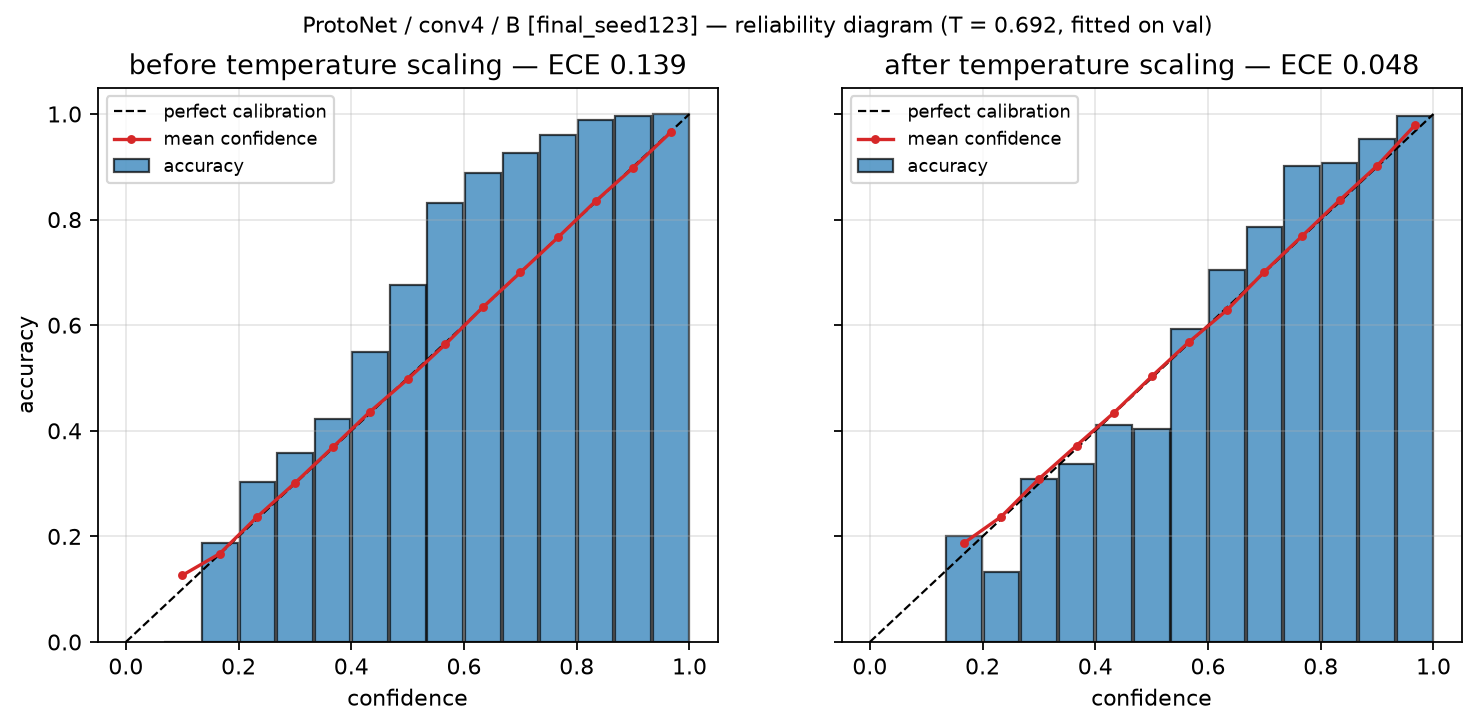 ProtoNet / conv4 / B [final_seed123] — reliability diagram (T = 0.692, fitted on val)
before temperature scaling — ECE 0.139
perfect calibration
mean confidence
accuracy
1.0
0.8
0.6
0.4
0.2
0.0
accuracy
0.0 0.2 0.4 0.6 0.8 1.0
confidence
after temperature scaling — ECE 0.048
perfect calibration
mean confidence
accuracy
0.0 0.2 0.4 0.6 0.8 1.0
confidence